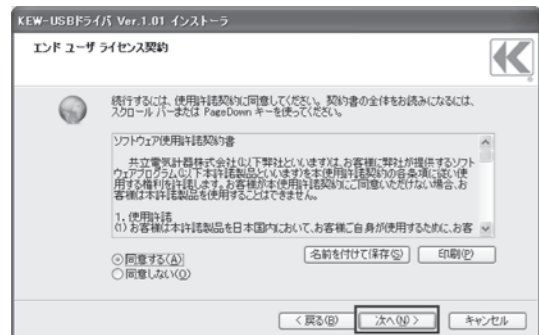 KEW-USBドライバ Ver.1.01 インストーラ
エンド ユーザ ライセンス契約
続行するには、使用許諾契約に同意してください。契約書の全体をお読みになるには、
スクロール バーまたは PageDown キーを使ってください。
ソフトウェア使用許諾契約書
共立電気計器株式会社(以下弊社といいます)は、お客様に弊社が提供するソフト
ウェアプログラム(以下本許諾製品といいます)を本使用許諾契約の各条項に従い使
用する権利を許諾します。お客様が本使用許諾契約にご同意いただけない場合、お
客様は本許諾製品を使用することはできません。
1. 使用許諾
(1) お客様は本許諾製品を日本国内において、お客様ご自身が使用するために、お客
同意する(A)
同意しない(O)
名前を付けて保存(S)
印刷(P)
< 戻る(B)
次へ(N) >
キャンセル